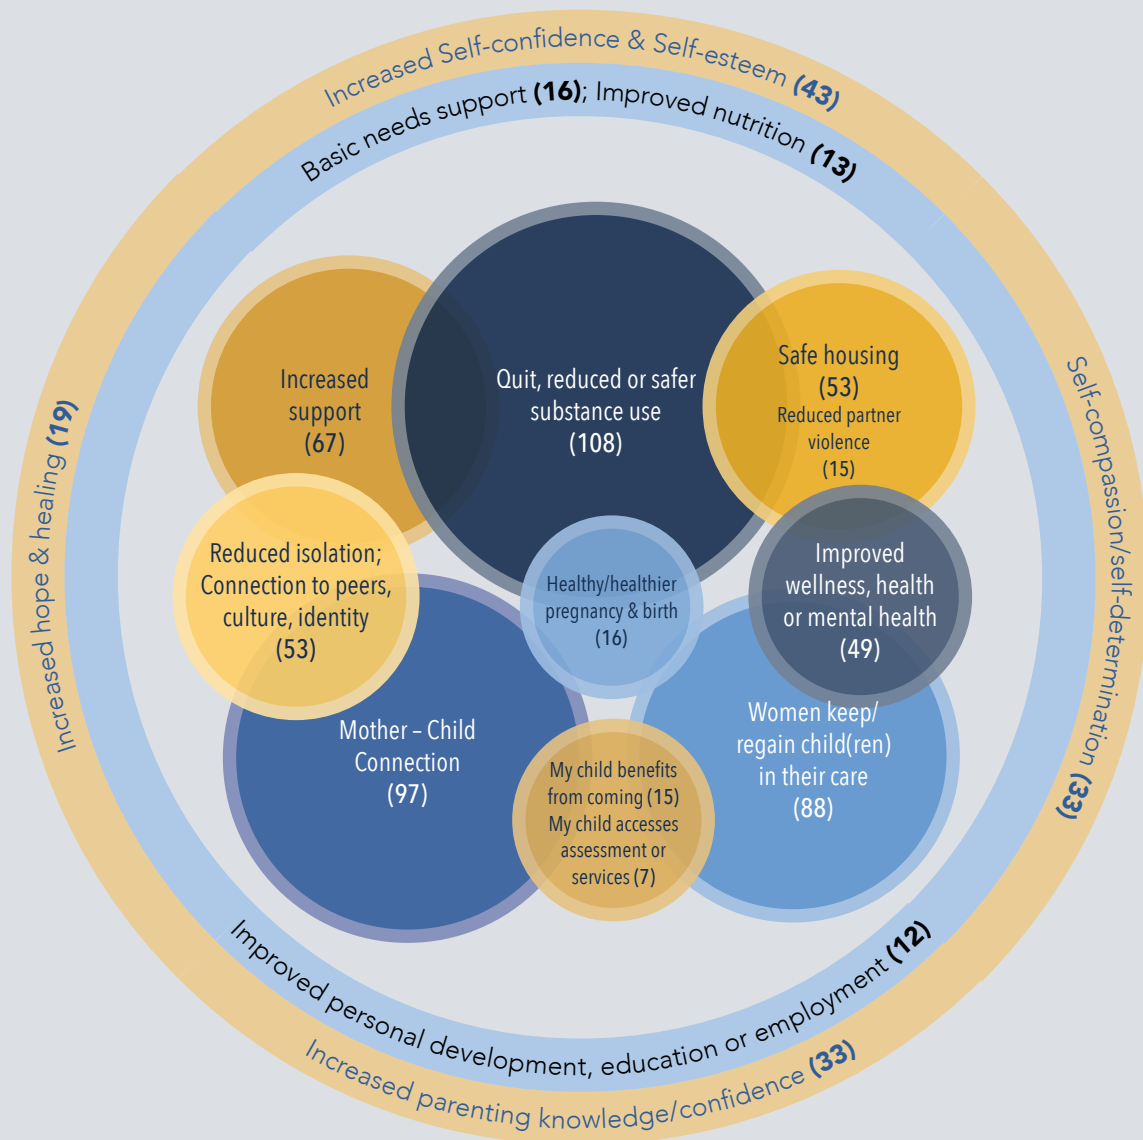 Increased Self-confidence & Self-esteem (43)
Basic needs support (16); Improved nutrition (13)
Increased
support
(67)
Quit, reduced or safer
substance use
(108)
Safe housing
(53)
Reduced partner
violence
(15)
Reduced isolation;
Connection to peers,
culture, identity
(53)
Healthy/healthier
pregnancy & birth
(16)
Improved
wellness, health
or mental health
(49)
Mother – Child
Connection
(97)
My child benefits
from coming (15)
My child accesses
assessment or
services (7)
Women keep/
regain child(ren)
in their care
(88)
Increased hope & healing (19)
Self-compassion/self-determination (33)
Improved personal development, education or employment (12)
Increased parenting knowledge/confidence (33)